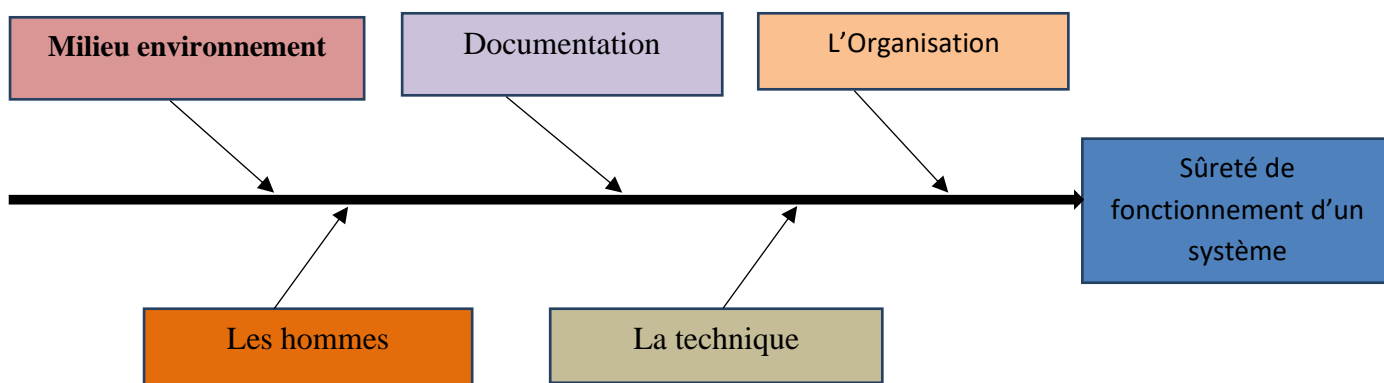 Milieu environnement
Documentation
L’Organisation
Sûreté de
fonctionnement d’un
système
Les hommes
La technique